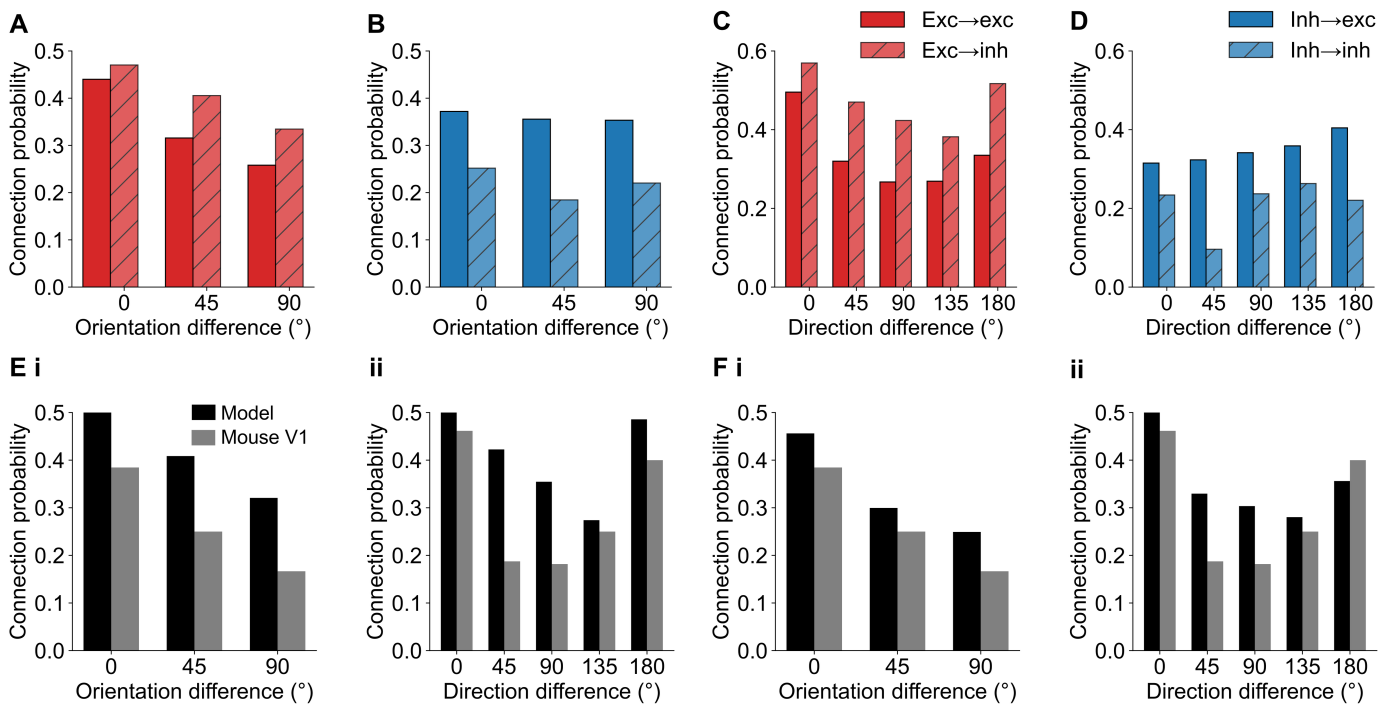 A
Connection probability
0.5
0.4
0.3
0.2
0.1
0.0
0 45 90
Orientation difference (°)
B
Connection probability
0.5
0.4
0.3
0.2
0.1
0.0
0 45 90
Orientation difference (°)
C
Exc→exc
Exc→inh
Connection probability
0.6
0.4
0.2
0.0
0 45 90 135 180
Direction difference (°)
D
Inh→exc
Inh→inh
Connection probability
0.6
0.4
0.2
0.0
0 45 90 135 180
Direction difference (°)
E i
Model
Mouse V1
Connection probability
0.5
0.4
0.3
0.2
0.1
0.0
0 45 90
Orientation difference (°)
ii
Connection probability
0.5
0.4
0.3
0.2
0.1
0.0
0 45 90 135 180
Direction difference (°)
F i
Connection probability
0.5
0.4
0.3
0.2
0.1
0.0
0 45 90
Orientation difference (°)
ii
Connection probability
0.5
0.4
0.3
0.2
0.1
0.0
0 45 90 135 180
Direction difference (°)